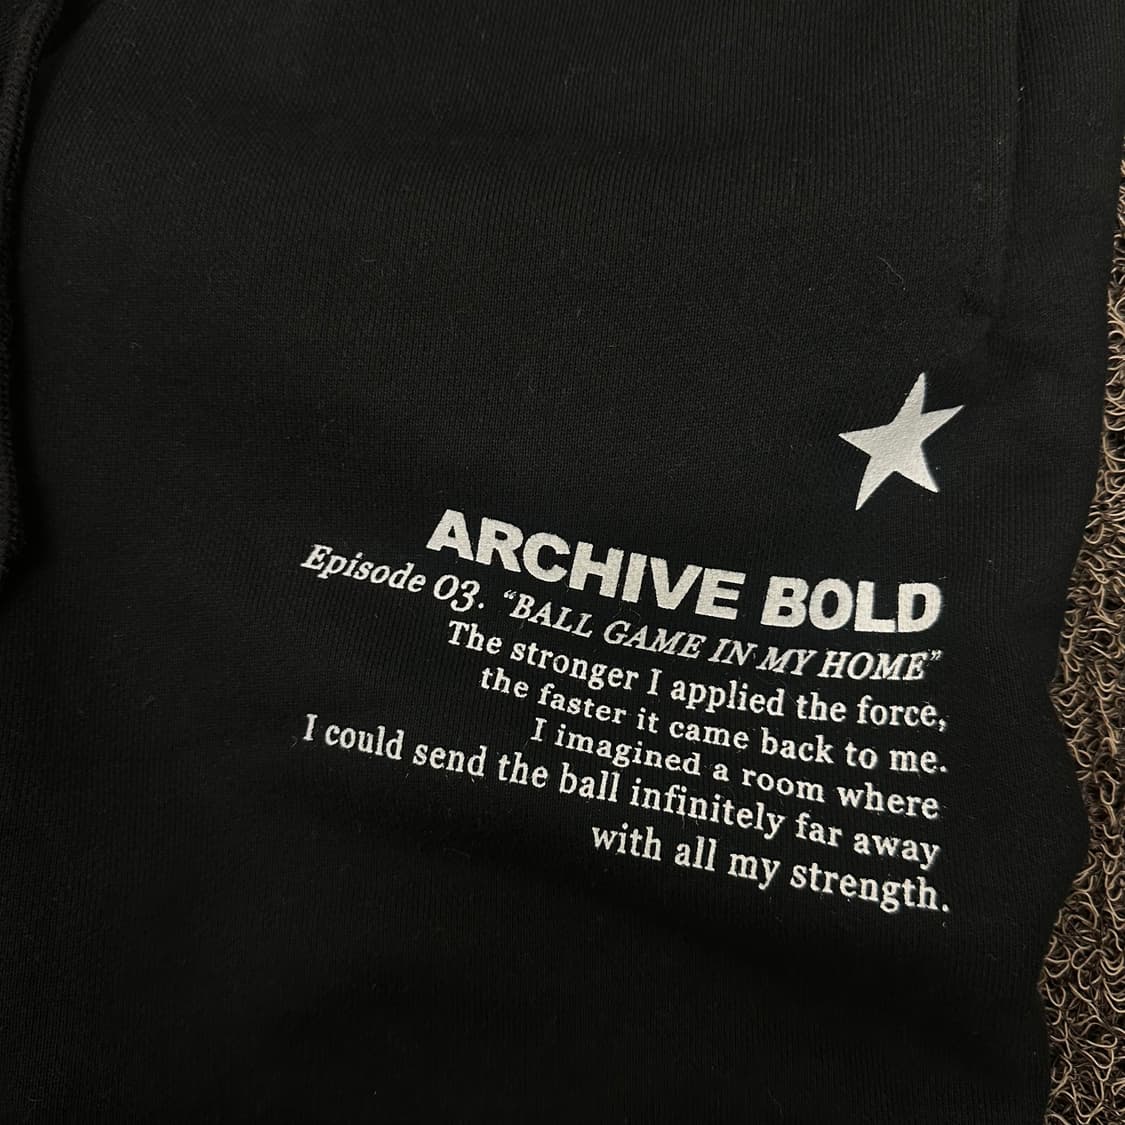 ARCHIVE BOLD
Episode 03. “BALL GAME IN MY HOME”
The stronger I applied the force,
the faster it came back to me.
I imagined a room where
I could send the ball infinitely far away
with all my strength.